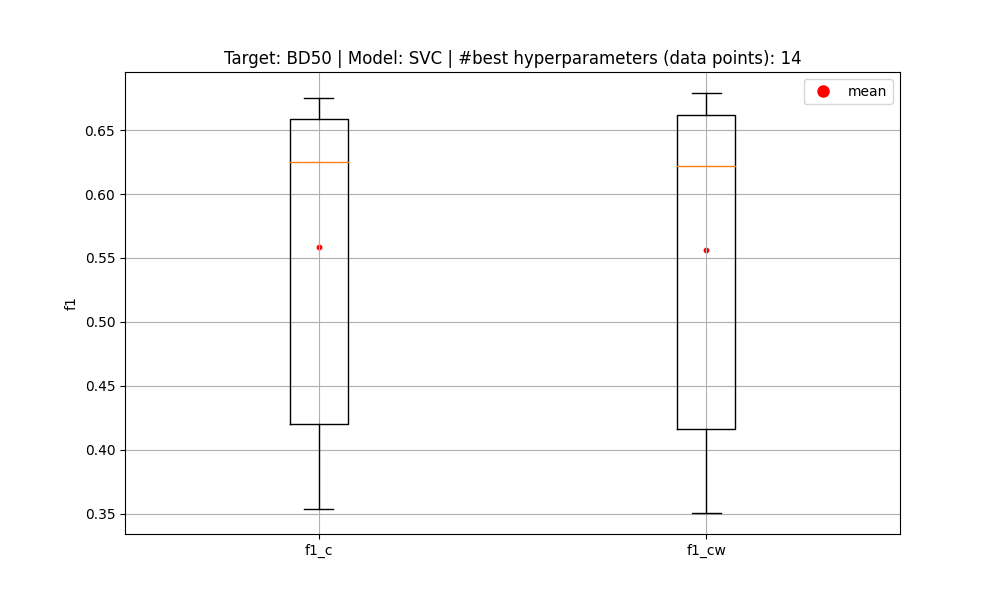 Target: BD50 | Model: SVC | #best hyperparameters (data points): 14
mean
0.65
0.60
0.55
0.50
0.45
0.40
0.35
f1
f1_c
f1_cw